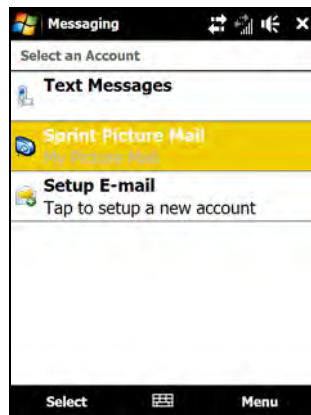 Messaging
Select an Account
Text Messages
Sprint Picture Mail
My Picture Mail
Setup E-mail
Tap to setup a new account
Select Menu